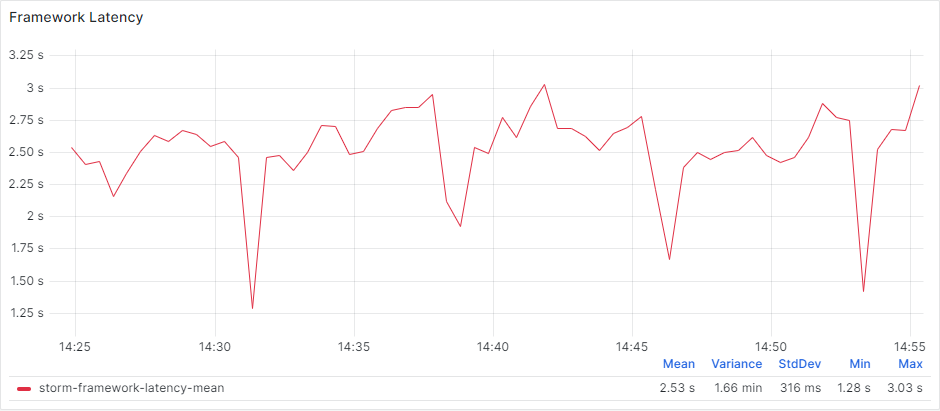 Framework Latency
3.25 s
3 s
2.75 s
2.50 s
2.25 s
2 s
1.75 s
1.50 s
1.25 s
14:25 14:30 14:35 14:40 14:45 14:50 14:55
Mean Variance StdDev Min Max
storm-framework-latency-mean 2.53 s 1.66 min 316 ms 1.28 s 3.03 s